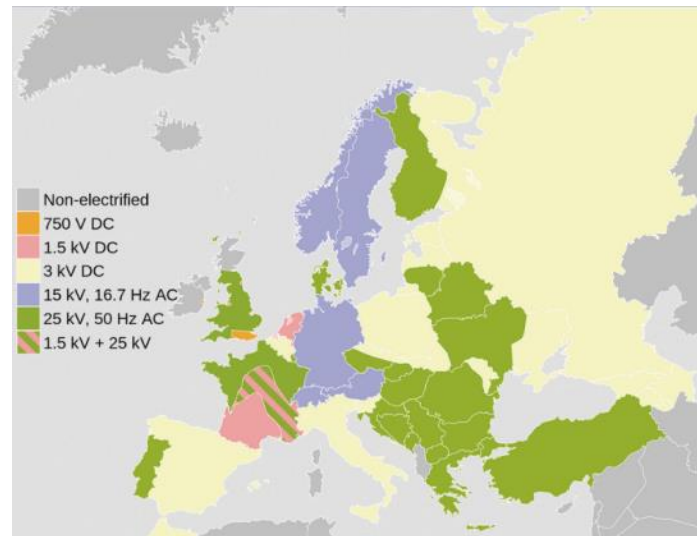 Non-electrified
750 V DC
1.5 kV DC
3 kV DC
15 kV, 16.7 Hz AC
25 kV, 50 Hz AC
1.5 kV + 25 kV